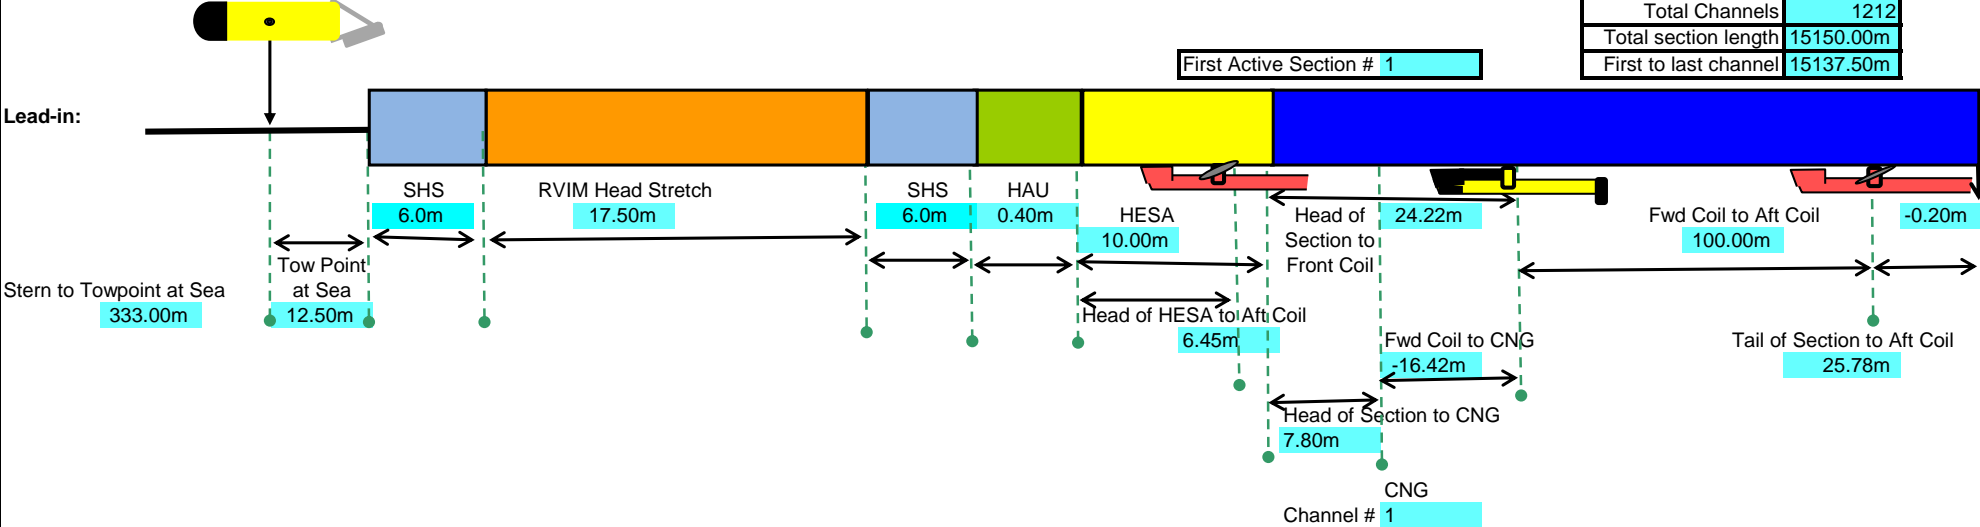 Total Channels 1212
Total section length 15150.00m
First to last channel 15137.50m
First Active Section # 1
Lead-in:
SHS
6.0m
RVIM Head Stretch
17.50m
SHS
6.0m
HAU
0.40m
HESA
10.00m
Head of
Section to
Front Coil
24.22m
Fwd Coil to Aft Coil
100.00m
-0.20m
Tow Point
at Sea
12.50m
Stern to Towpoint at Sea
333.00m
Head of HESA to Aft Coil
6.45m
Fwd Coil to CNG
-16.42m
Tail of Section to Aft Coil
25.78m
Head of Section to CNG
7.80m
CNG
Channel # 1